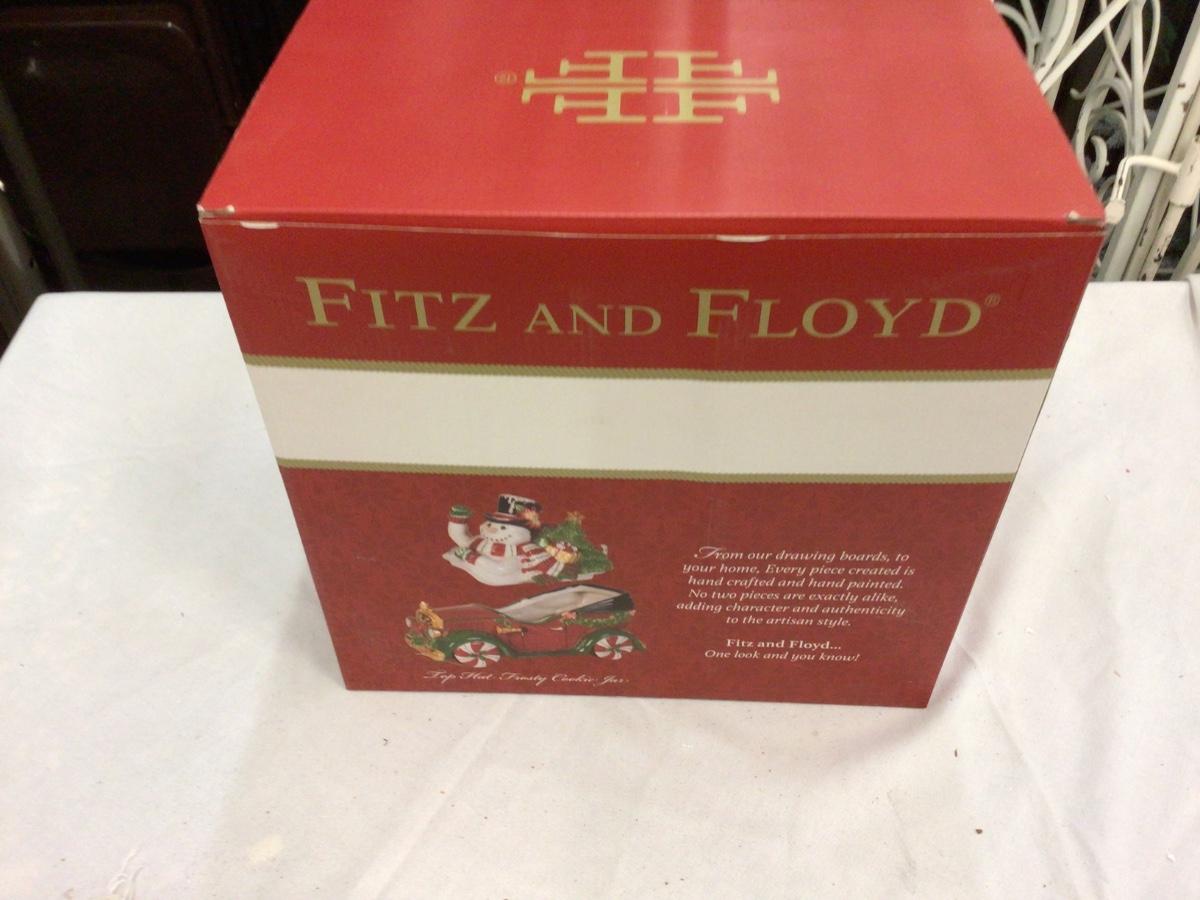 FF
FF
®
FITZ AND FLOYD®
From our drawing boards, to
your home, Every piece created is
hand crafted and hand painted.
No two pieces are exactly alike,
adding character and authenticity
to the artisan style.
Fitz and Floyd...
One look and you know!
Top Hat Frosty Cookie Jar